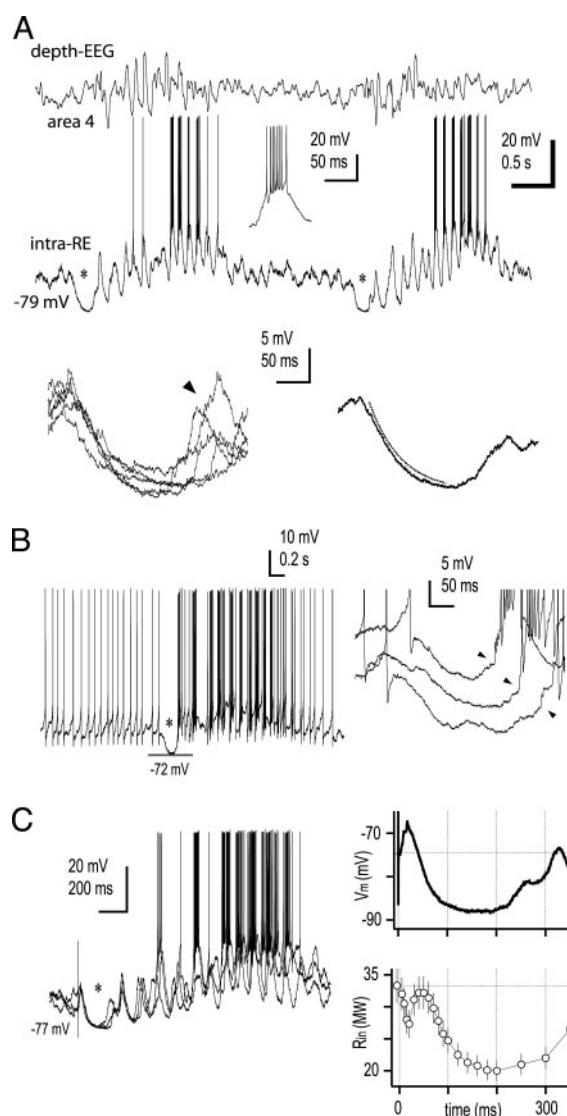 A
depth-EEG
area 4
20 mV
50 ms
20 mV
0.5 s
intra-RE
*
*
-79 mV
5 mV
50 ms
B
10 mV
0.2 s
5 mV
50 ms
*
-72 mV
C
20 mV
200 ms
*
-77 mV
-70
Vm (mV)
-90
35
Rin (MW)
20
0
time (ms)
300